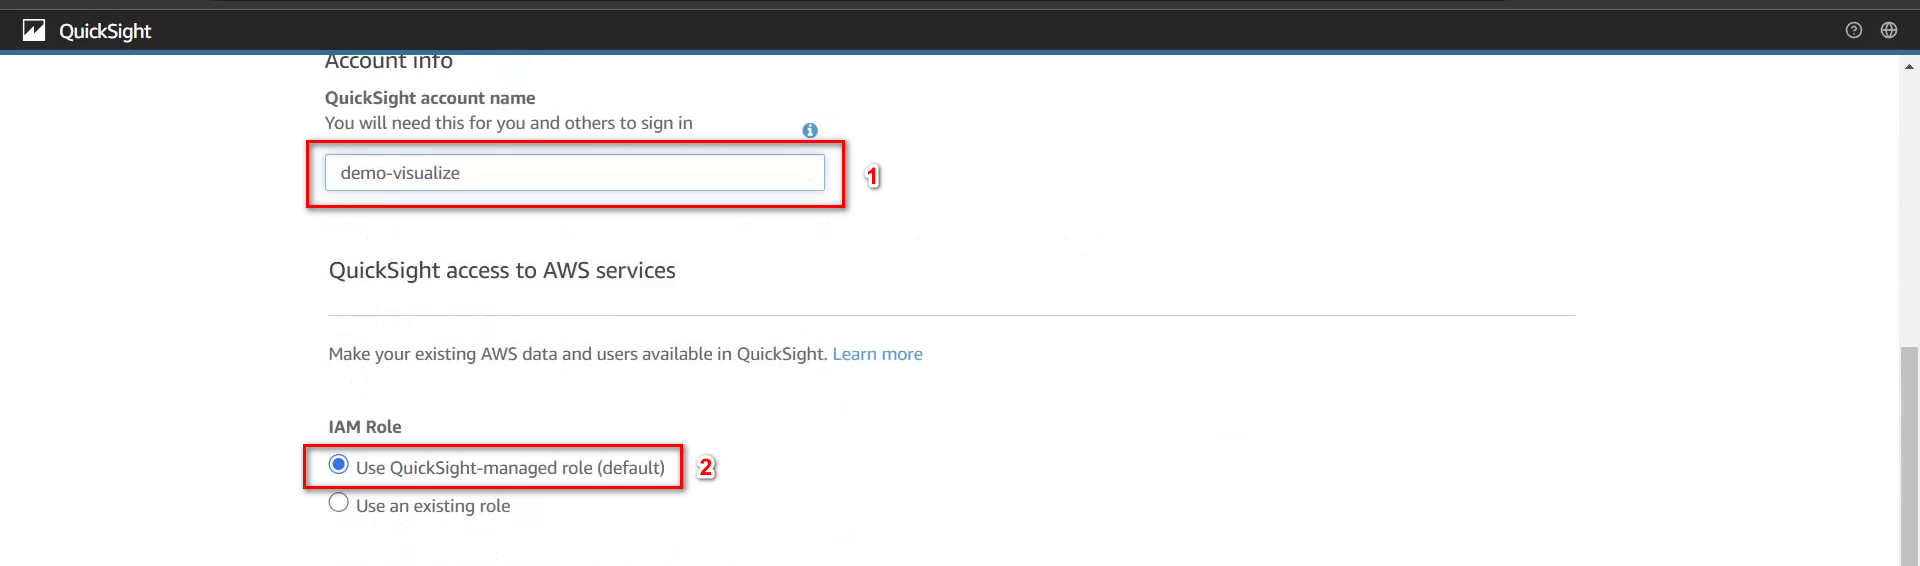 QuickSight
Account info
QuickSight account name
You will need this for you and others to sign in
demo-visualize
1
QuickSight access to AWS services
Make your existing AWS data and users available in QuickSight. Learn more
IAM Role
Use QuickSight-managed role (default)
2
Use an existing role